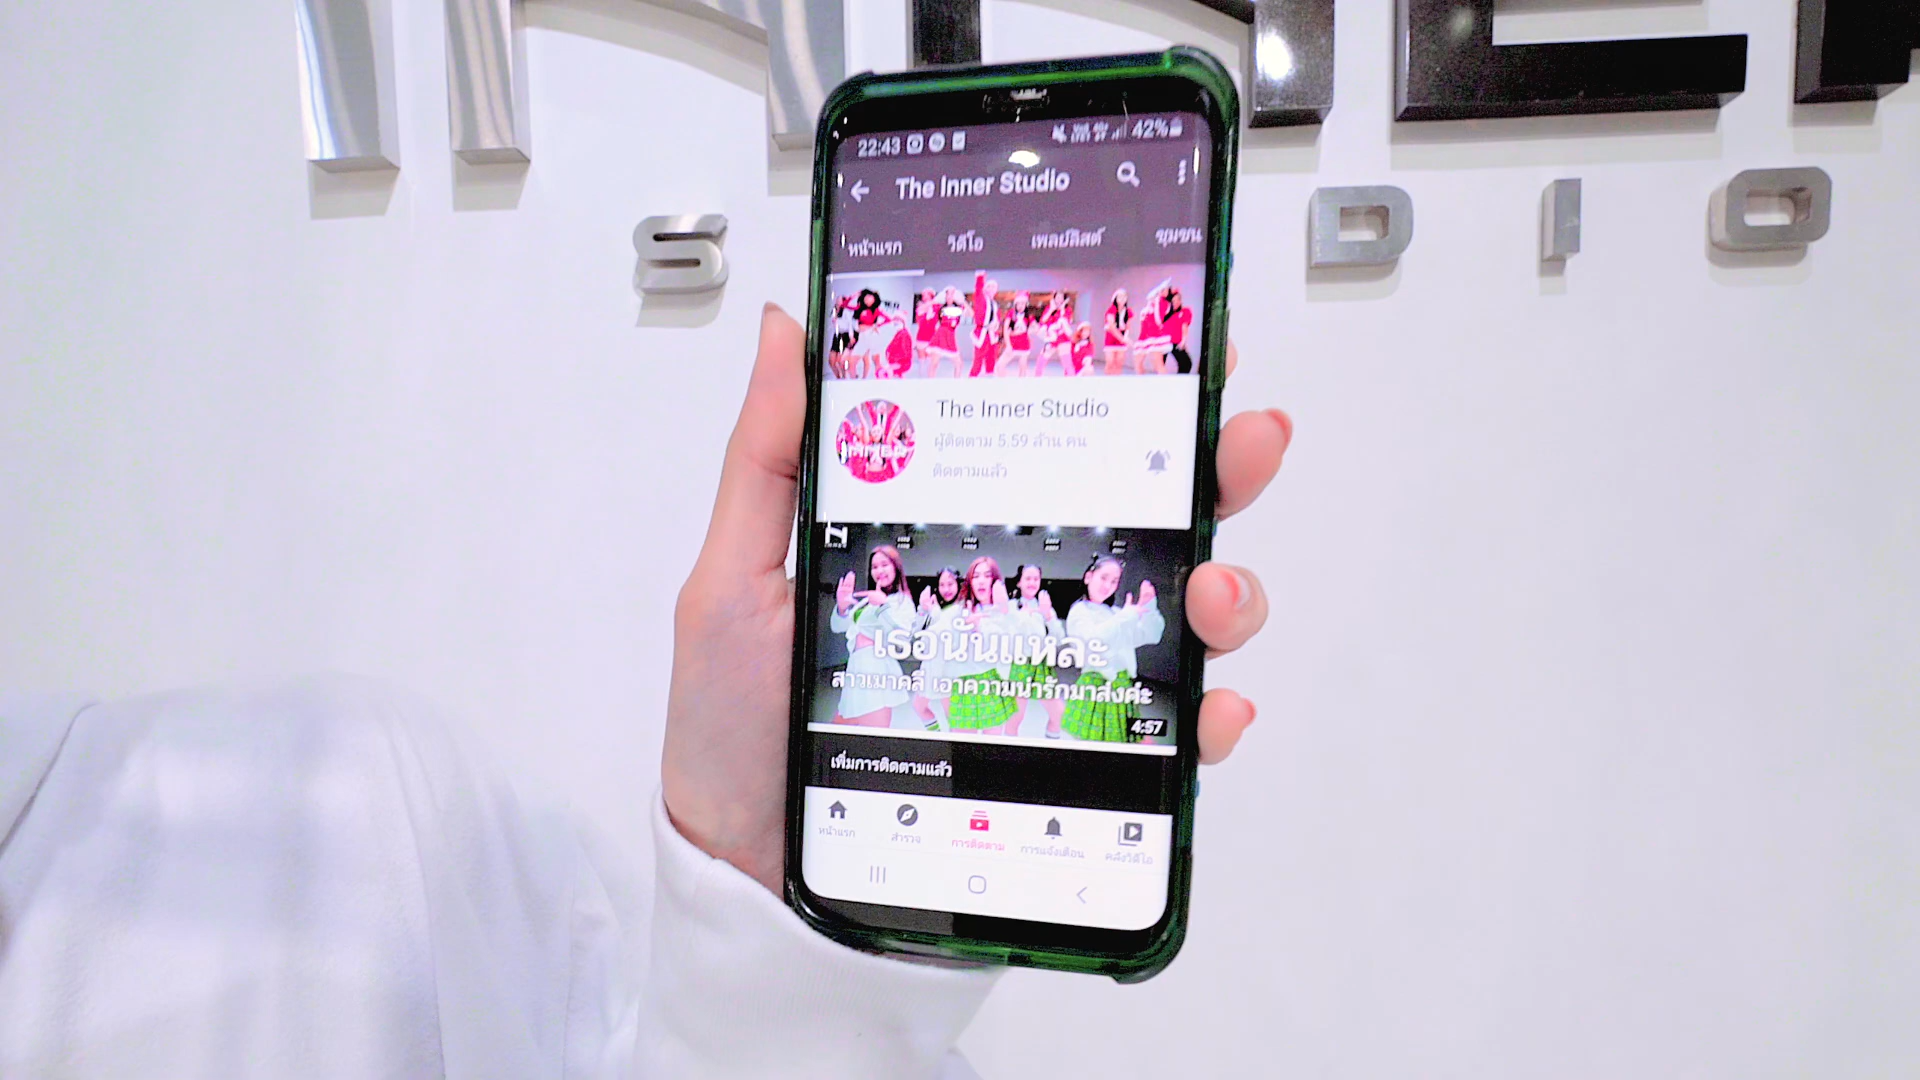 INNER
S DIO
22:43 42%
The Inner Studio
หน้าแรก วิดีโอ เพลย์ลิสต์ ชุมชน
The Inner Studio
ผู้ติดตาม 5.59 ล้าน คน
ติดตามแล้ว
เธอนั่นแหละ
สาวเมาคลี เอาความน่ารักมาส่งค่ะ
4:57
เพิ่มการติดตามแล้ว
หน้าแรก สำรวจ การติดตาม การแจ้งเตือน คลังวิดีโอ